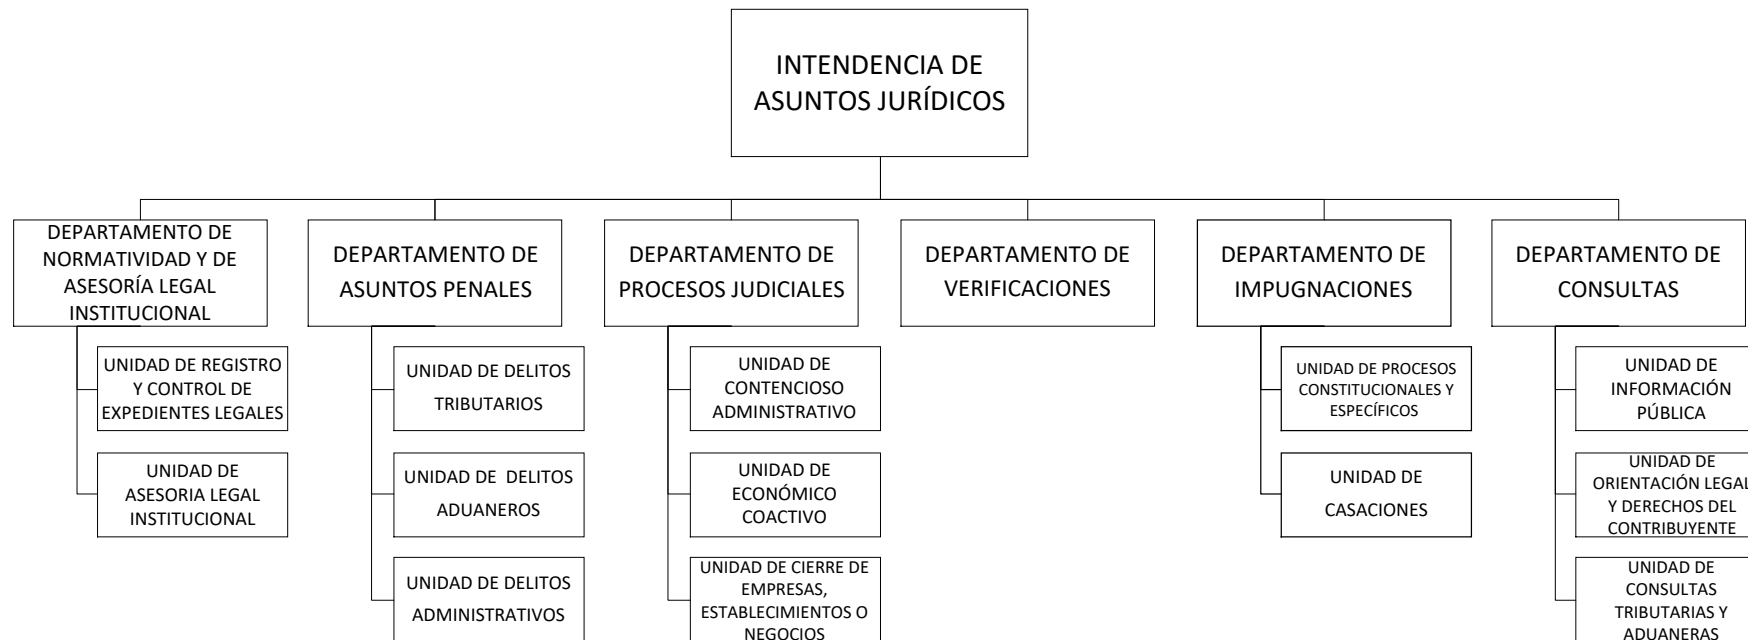 INTENDENCIA DE
ASUNTOS JURÍDICOS
DEPARTAMENTO DE
NORMATIVIDAD Y DE
ASESORÍA LEGAL
INSTITUCIONAL
DEPARTAMENTO DE
ASUNTOS PENALES
DEPARTAMENTO DE
PROCESOS JUDICIALES
DEPARTAMENTO DE
VERIFICACIONES
DEPARTAMENTO DE
IMPUGNACIONES
DEPARTAMENTO DE
CONSULTAS
UNIDAD DE REGISTRO
Y CONTROL DE
EXPEDIENTES LEGALES
UNIDAD DE DELITOS
TRIBUTARIOS
UNIDAD DE
CONTENCIOSO
ADMINISTRATIVO
UNIDAD DE PROCESOS
CONSTITUCIONALES Y
ESPECÍFICOS
UNIDAD DE
INFORMACIÓN
PÚBLICA
UNIDAD DE
ASESORIA LEGAL
INSTITUCIONAL
UNIDAD DE DELITOS
ADUANEROS
UNIDAD DE
ECONÓMICO
COACTIVO
UNIDAD DE
CASACIONES
UNIDAD DE
ORIENTACIÓN LEGAL
Y DERECHOS DEL
CONTRIBUYENTE
UNIDAD DE DELITOS
ADMINISTRATIVOS
UNIDAD DE CIERRE DE
EMPRESAS,
ESTABLECIMIENTOS O
NEGOCIOS
UNIDAD DE
CONSULTAS
TRIBUTARIAS Y
ADUANERAS